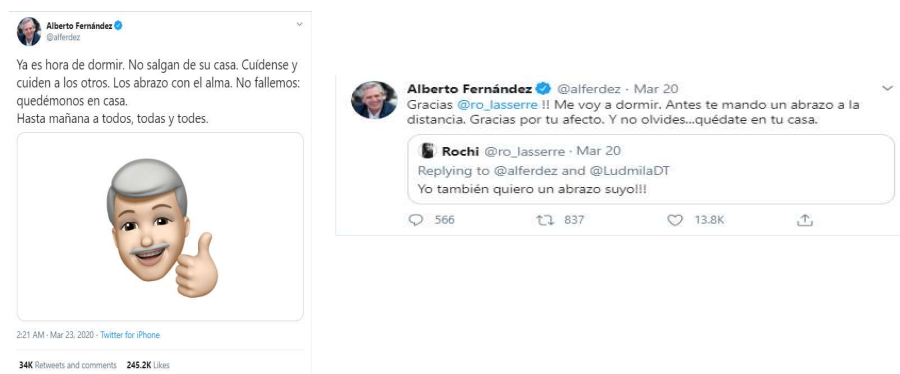 Alberto Fernández
@alferdez
Ya es hora de dormir. No salgan de su casa. Cuídense y
cuiden a los otros. Los abrazo con el alma. No fallemos:
quedémonos en casa.
Hasta mañana a todos, todas y todes.
2:21 AM · Mar 23, 2020 · Twitter for iPhone
34K Retweets and comments 245.2K Likes
Alberto Fernández @alferdez · Mar 20
Gracias @ro_lasserre !! Me voy a dormir. Antes te mando un abrazo a la
distancia. Gracias por tu afecto. Y no olvides...quédate en tu casa.
Rochi @ro_lasserre · Mar 20
Replying to @alferdez and @LudmilaDT
Yo también quiero un abrazo suyo!!!
566 837 13.8K